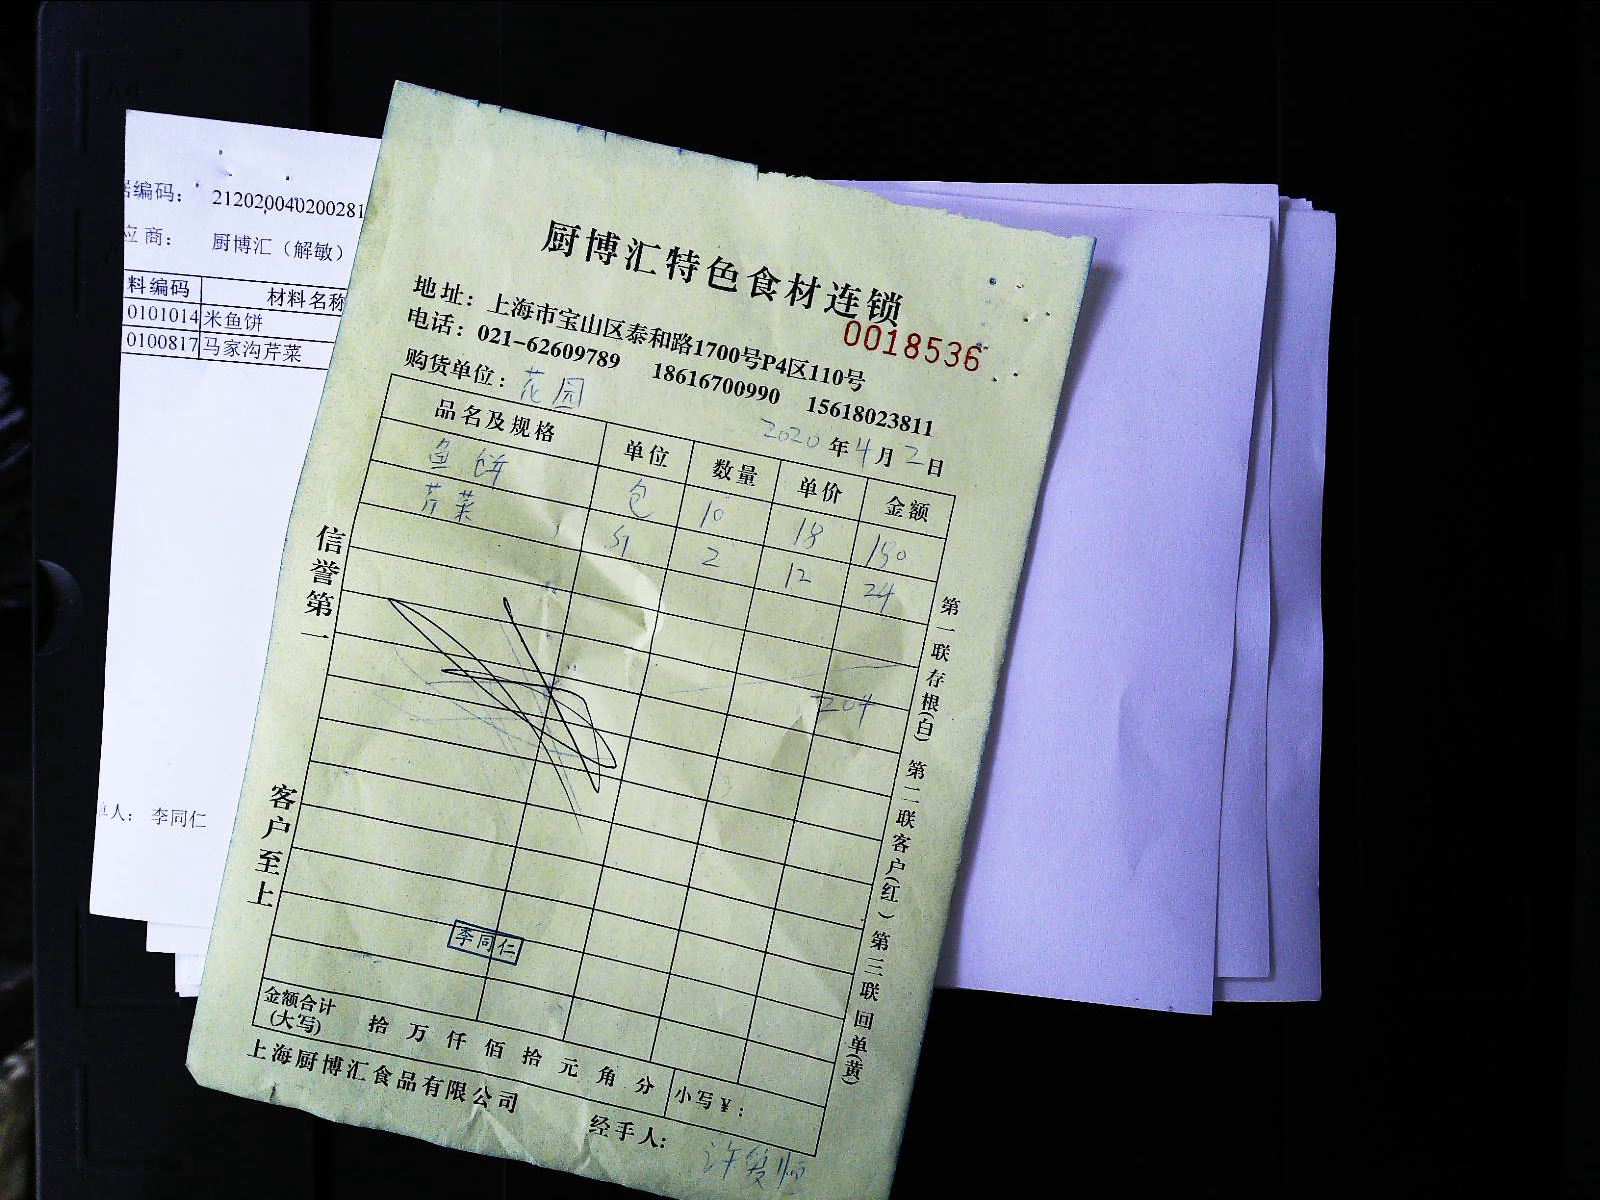 编码： 212020040200281
应商： 厨博汇（解敏）
料编码 材料名称
0101014 米鱼饼
0100817 马家沟芹菜
人： 李同仁
厨博汇特色食材连锁
0018536
地址：上海市宝山区泰和路1700号P4区110号
电话：021-62609789 18616700990 15618023811
购货单位：花园
2020年4月2日
品名及规格 单位 数量 单价 金额
鱼饼 包 10 18 180
芹菜 2 12 24
204
信誉第一
客户至上
第一联存根(白) 第二联客户(红) 第三联回单(黄)
李同仁
金额合计(大写) 拾 万 仟 佰 拾 元 角 分 小写￥：
上海厨博汇食品有限公司
经手人：